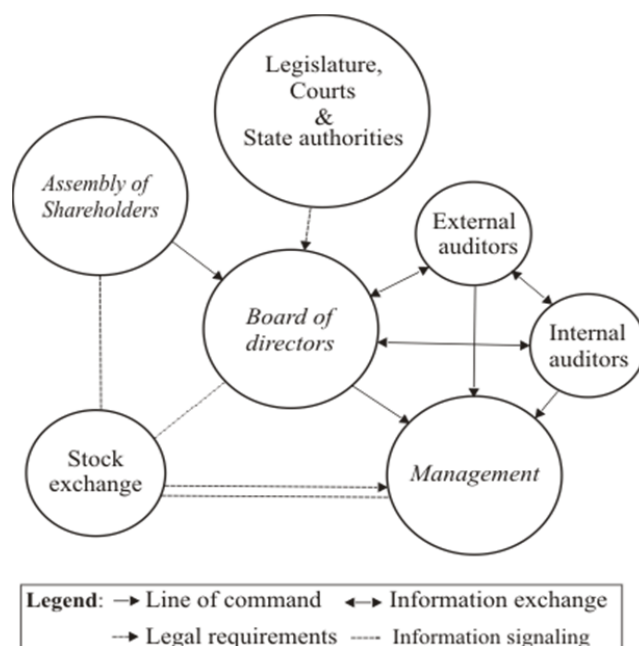 Legislature,
Courts
&
State authorities
Assembly of
Shareholders
External
auditors
Board of
directors
Internal
auditors
Stock
exchange
Management
Legend: Line of command Information exchange
Legal requirements Information signaling